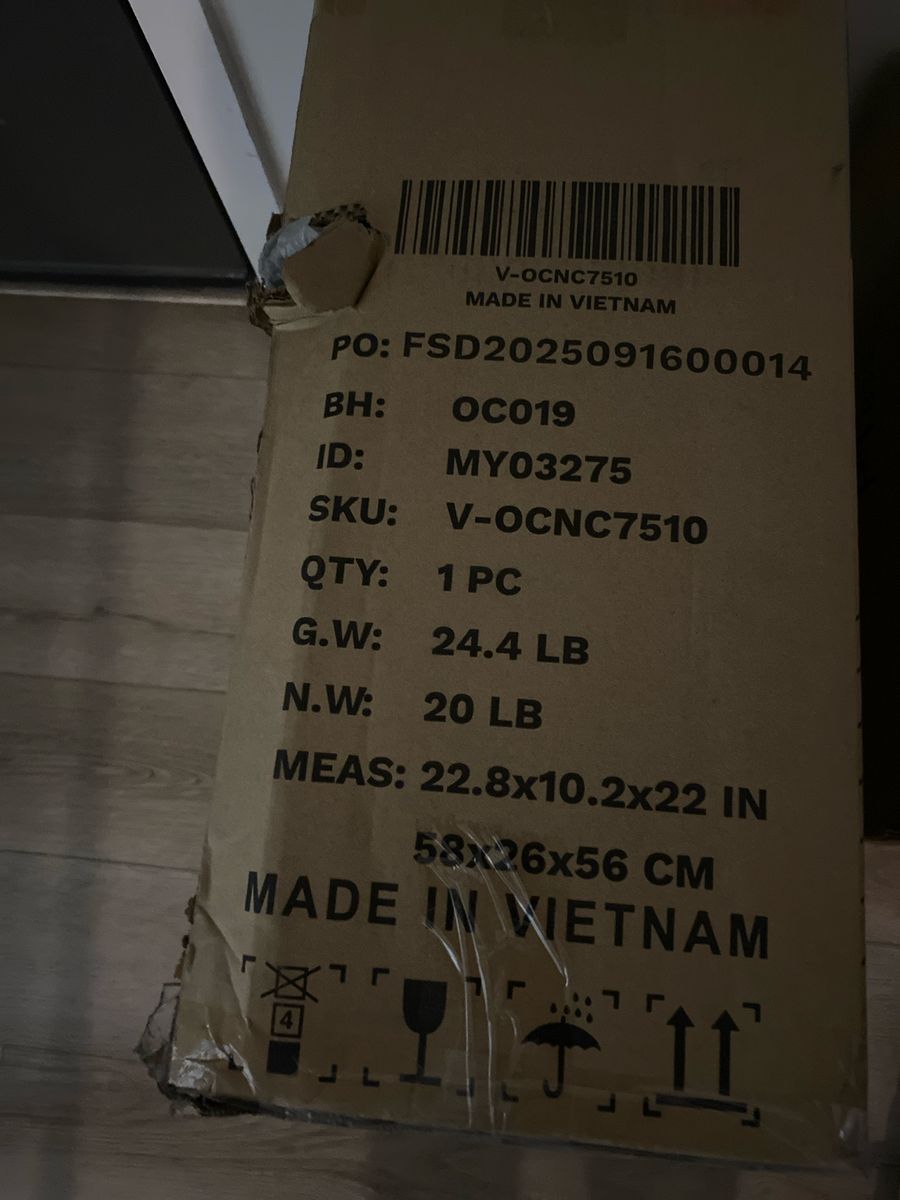 V-OCNC7510
MADE IN VIETNAM
PO: FSD2025091600014
BH: OC019
ID: MY03275
SKU: V-OCNC7510
QTY: 1 PC
G.W: 24.4 LB
N.W: 20 LB
MEAS: 22.8x10.2x22 IN
58x26x56 CM
MADE IN VIETNAM
4